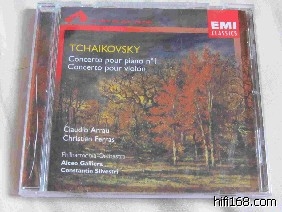 EMI
CLASSICS
TCHAIKOVSKY
Concerto pour piano n°1
Concerto pour violon
Claudio Arrau
Christian Ferras
Philharmonia Orchestra
Alceo Galliera
Constantin Silvestri
hifi168.com